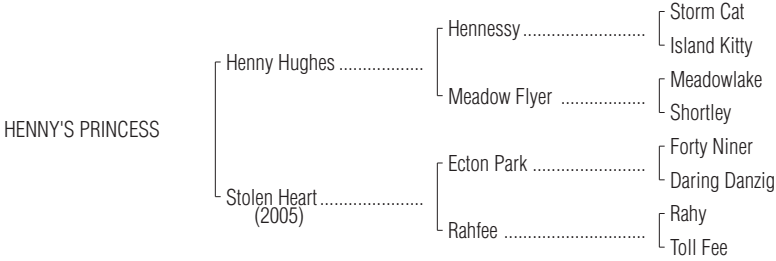 Storm Cat
Hennessy
Island Kitty
Henny Hughes
Meadowlake
Meadow Flyer
Shortley
HENNY'S PRINCESS
Forty Niner
Ecton Park
Daring Danzig
Stolen Heart
(2005)
Rahy
Rahfee
Toll Fee